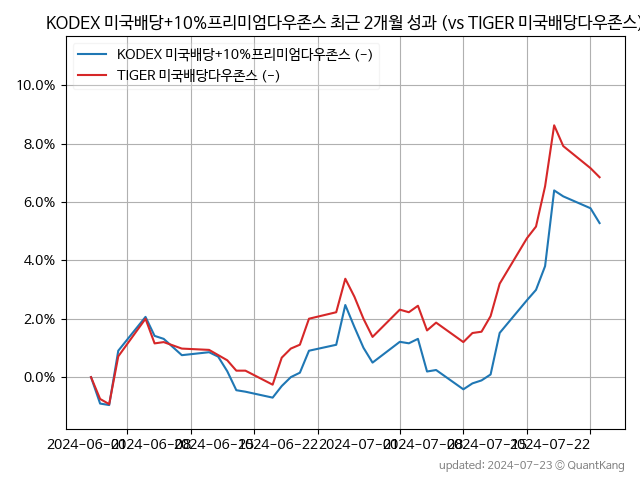 KODEX 미국배당+10%프리미엄다우존스 최근 2개월 성과 (vs TIGER 미국배당다우존스)
KODEX 미국배당+10%프리미엄다우존스 (-)
TIGER 미국배당다우존스 (-)
10.0%
8.0%
6.0%
4.0%
2.0%
0.0%
2024-06-01 2024-06-08 2024-06-15 2024-06-22 2024-07-01 2024-07-08 2024-07-15 2024-07-22
updated: 2024-07-23 © QuantKang